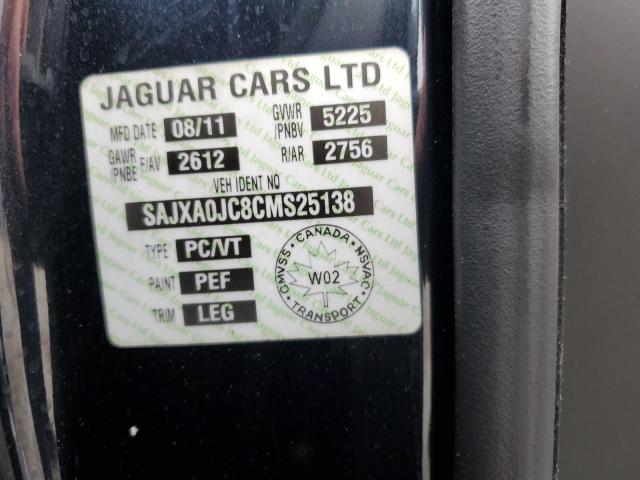 JAGUAR CARS LTD
MFD DATE 08/11 GVWR /PNBV 5225
GAWR F/AV /PNBE 2612 R/AR 2756
VEH IDENT NO
SAJXA0JC8CMS25138
TYPE PC/VT
PAINT PEF
TRIM LEG
CMVSS · CANADA · NSVAC · TRANSPORT ·
W02